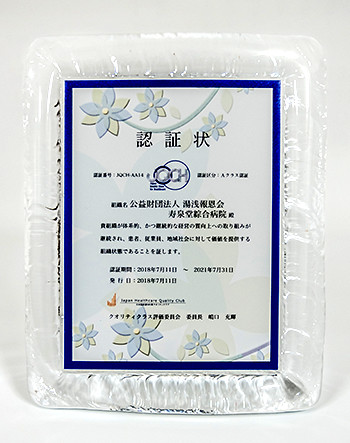 認証状
認証番号：JQCH-AA14
JQCH
認証区分：Aクラス認証
組織名 公益財団法人 湯浅報恩会
寿泉堂綜合病院 殿
貴組織が体系的、かつ継続的な経営の質向上への取り組みが
継続され、患者、従業員、地域社会に対して価値を提供する
組織状態であることを証します。
認証期間：2018年7月11日 ～ 2021年7月31日
発行日：2018年7月11日
Japan Healthcare Quality Club
クオリティクラス評価委員会 委員長 嶋口 充輝